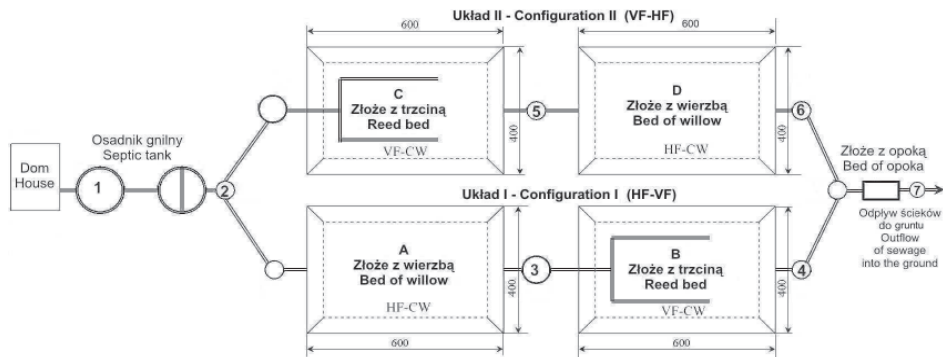 Układ II - Configuration II (VF-HF)
600
600
C
Złoże z trzciną
Reed bed
VF-CW
400
5
D
Złoże z wierzbą
Bed of willow
HF-CW
400
6
Osadnik gnilny
Septic tank
Dom
House
1
2
Złoże z opoką
Bed of opoka
7
Odpływ ścieków
do gruntu
Outflow
of sewage
into the ground
Układ I - Configuration I (HF-VF)
A
Złoże z wierzbą
Bed of willow
HF-CW
400
3
B
Złoże z trzciną
Reed bed
VF-CW
400
4
600
600